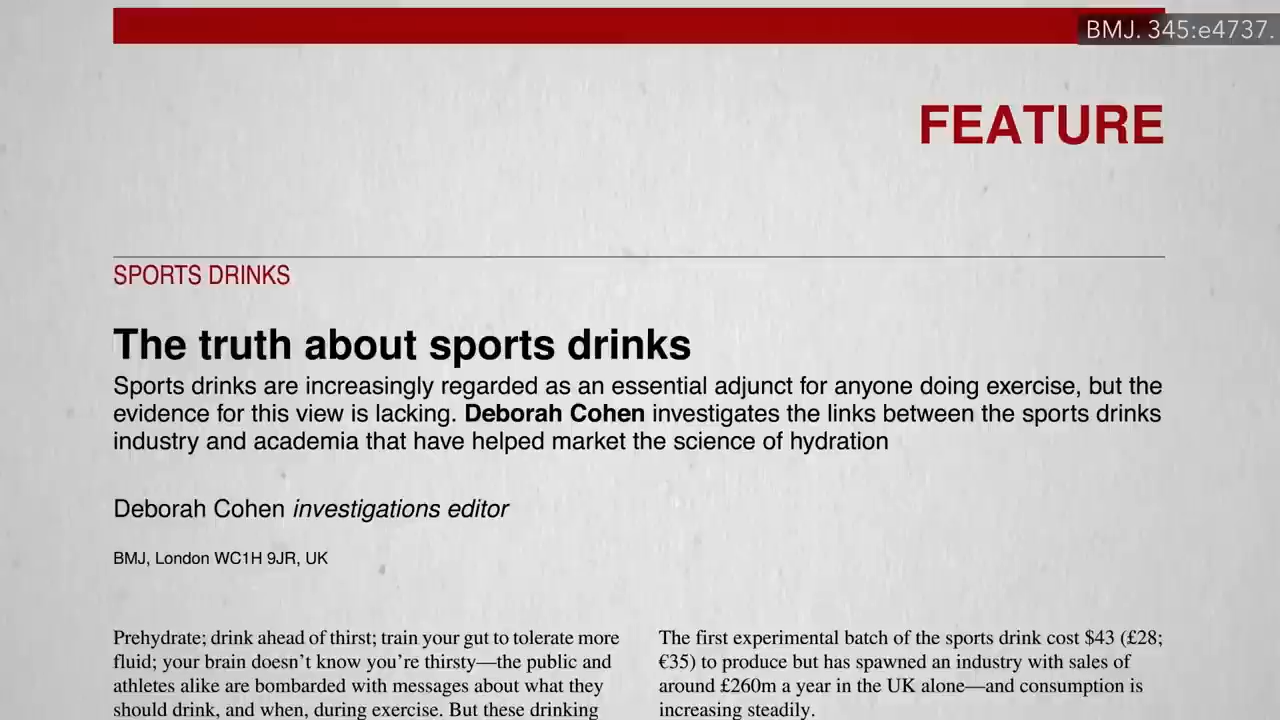 BMJ. 345:e4737.
FEATURE
SPORTS DRINKS
The truth about sports drinks
Sports drinks are increasingly regarded as an essential adjunct for anyone doing exercise, but the
evidence for this view is lacking. Deborah Cohen investigates the links between the sports drinks
industry and academia that have helped market the science of hydration
Deborah Cohen investigations editor
BMJ, London WC1H 9JR, UK
Prehydrate; drink ahead of thirst; train your gut to tolerate more
fluid; your brain doesn’t know you’re thirsty—the public and
athletes alike are bombarded with messages about what they
should drink, and when, during exercise. But these drinking
The first experimental batch of the sports drink cost $43 (£28;
€35) to produce but has spawned an industry with sales of
around £260m a year in the UK alone—and consumption is
increasing steadily.